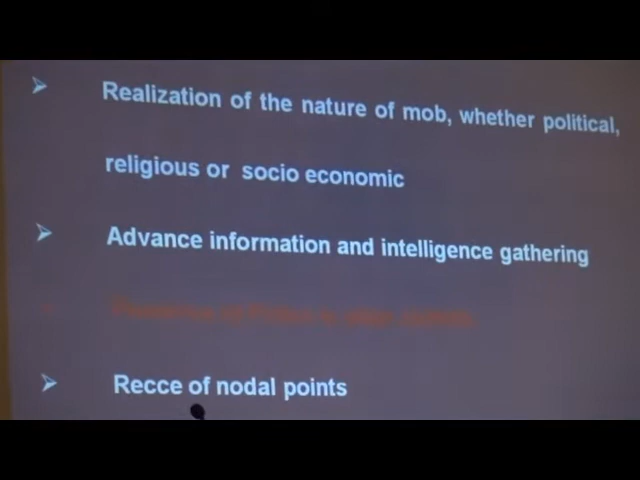 Realization of the nature of mob, whether political,
religious or socio economic
Advance information and intelligence gathering
Recce of nodal points